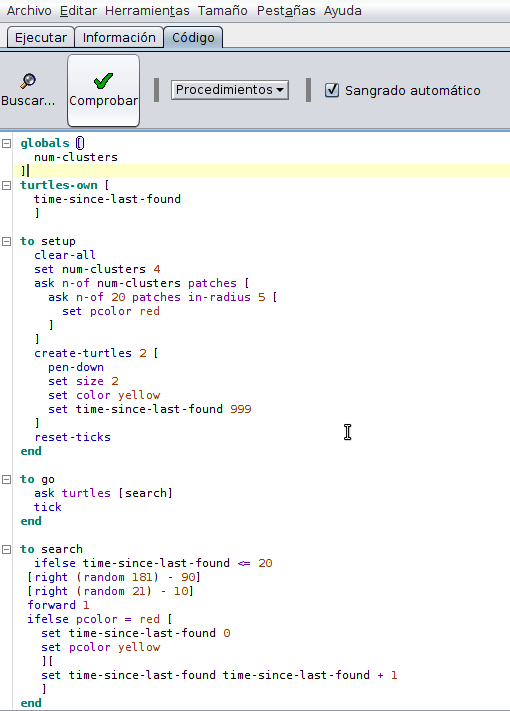 Archivo Editar Herramientas Tamaño Pestañas Ayuda
Ejecutar Información Código
Buscar... Comprobar Procedimientos Sangrado automático
globals [
num-clusters
]
turtles-own [
time-since-last-found
]
to setup
clear-all
set num-clusters 4
ask n-of num-clusters patches [
ask n-of 20 patches in-radius 5 [
set pcolor red
]
]
create-turtles 2 [
pen-down
set size 2
set color yellow
set time-since-last-found 999
]
reset-ticks
end
to go
ask turtles [search]
tick
end
to search
ifelse time-since-last-found <= 20
[right (random 181) - 90]
[right (random 21) - 10]
forward 1
ifelse pcolor = red [
set time-since-last-found 0
set pcolor yellow
][
set time-since-last-found time-since-last-found + 1
]
end